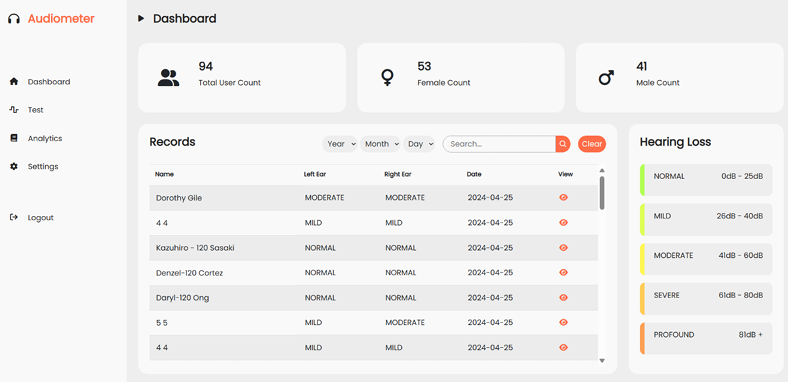 Audiometer
Dashboard
Test
Analytics
Settings
Logout
Dashboard
94
Total User Count
53
Female Count
41
Male Count
Records
Year Month Day Search... Clear
Name Left Ear Right Ear Date View
Dorothy Gile MODERATE MODERATE 2024-04-25
4 4 MILD MILD 2024-04-25
Kazuhiro - 120 Sasaki NORMAL NORMAL 2024-04-25
Denzel-120 Cortez NORMAL NORMAL 2024-04-25
Daryl-120 Ong NORMAL NORMAL 2024-04-25
5 5 MILD MODERATE 2024-04-25
4 4 MILD MILD 2024-04-25
Hearing Loss
NORMAL 0dB - 25dB
MILD 26dB - 40dB
MODERATE 41dB - 60dB
SEVERE 61dB - 80dB
PROFOUND 81dB +